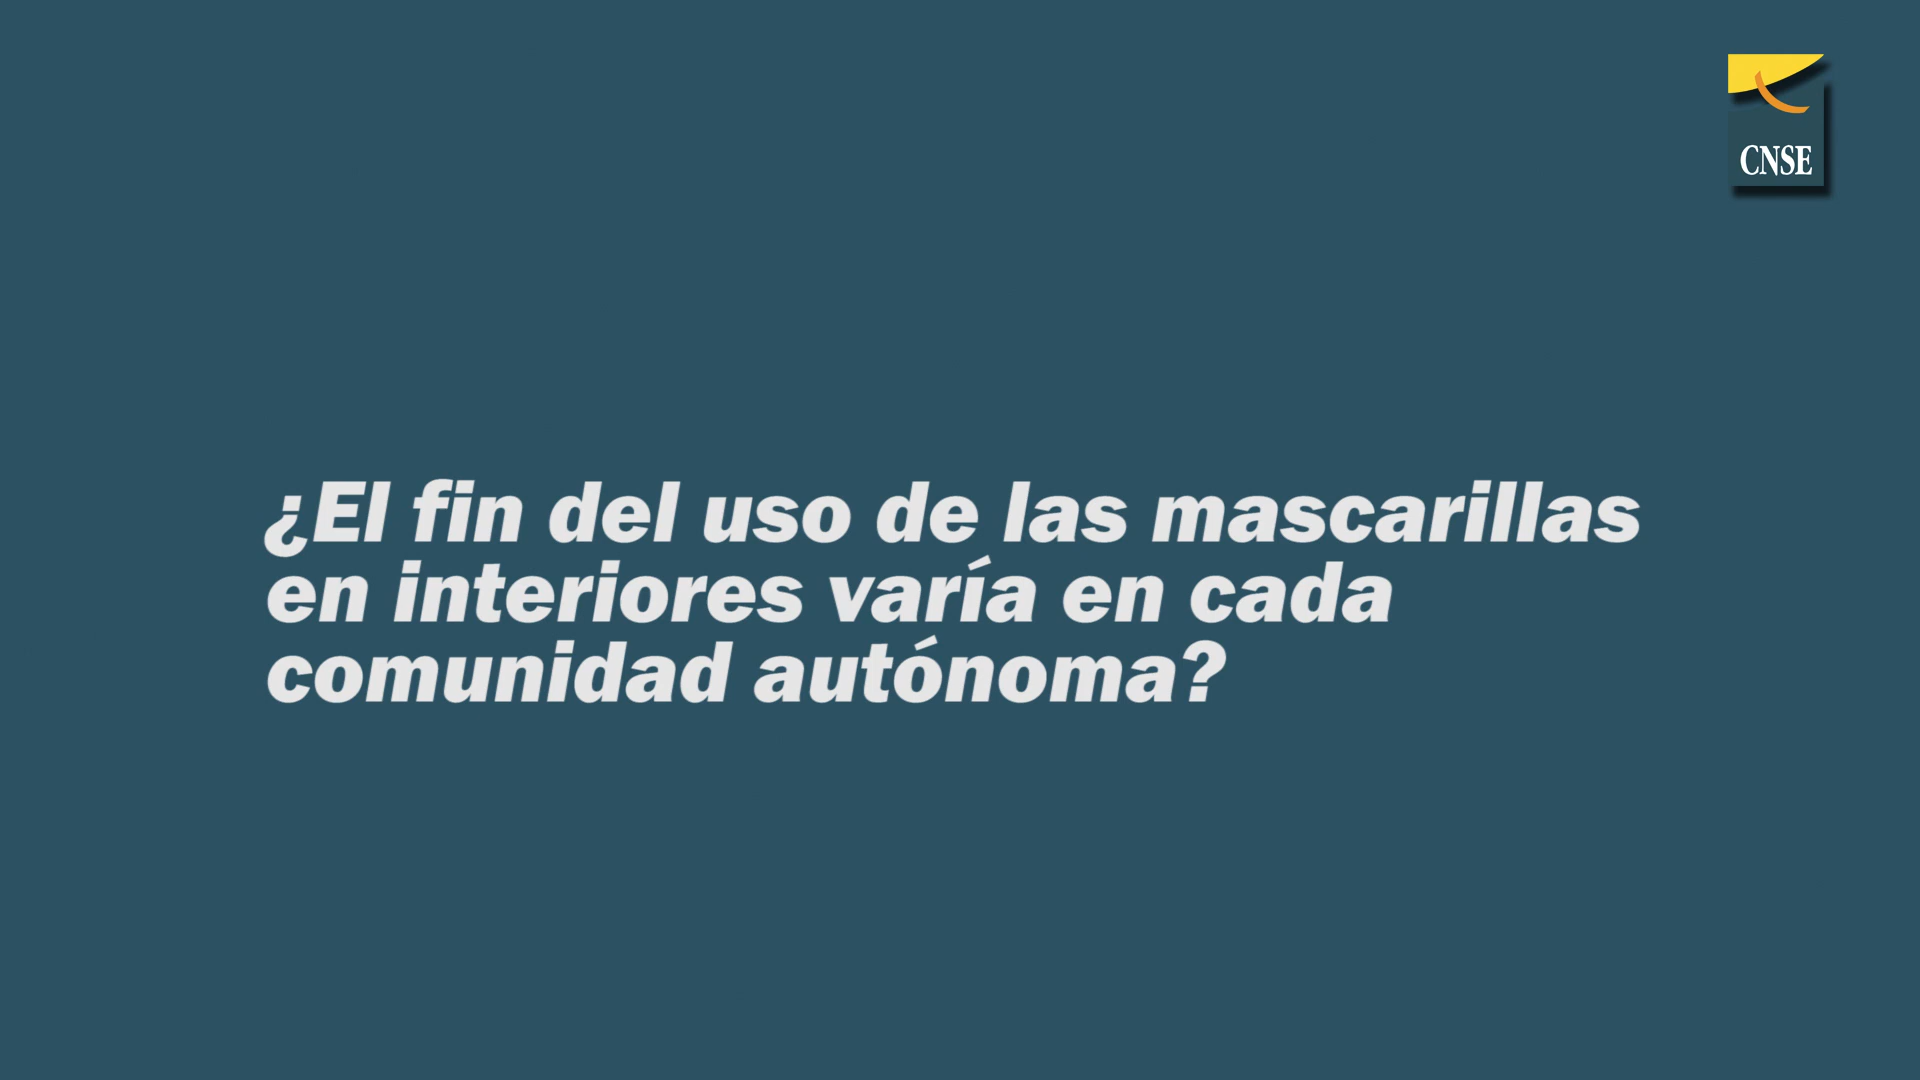 CNSE
¿El fin del uso de las mascarillas
en interiores varía en cada
comunidad autónoma?